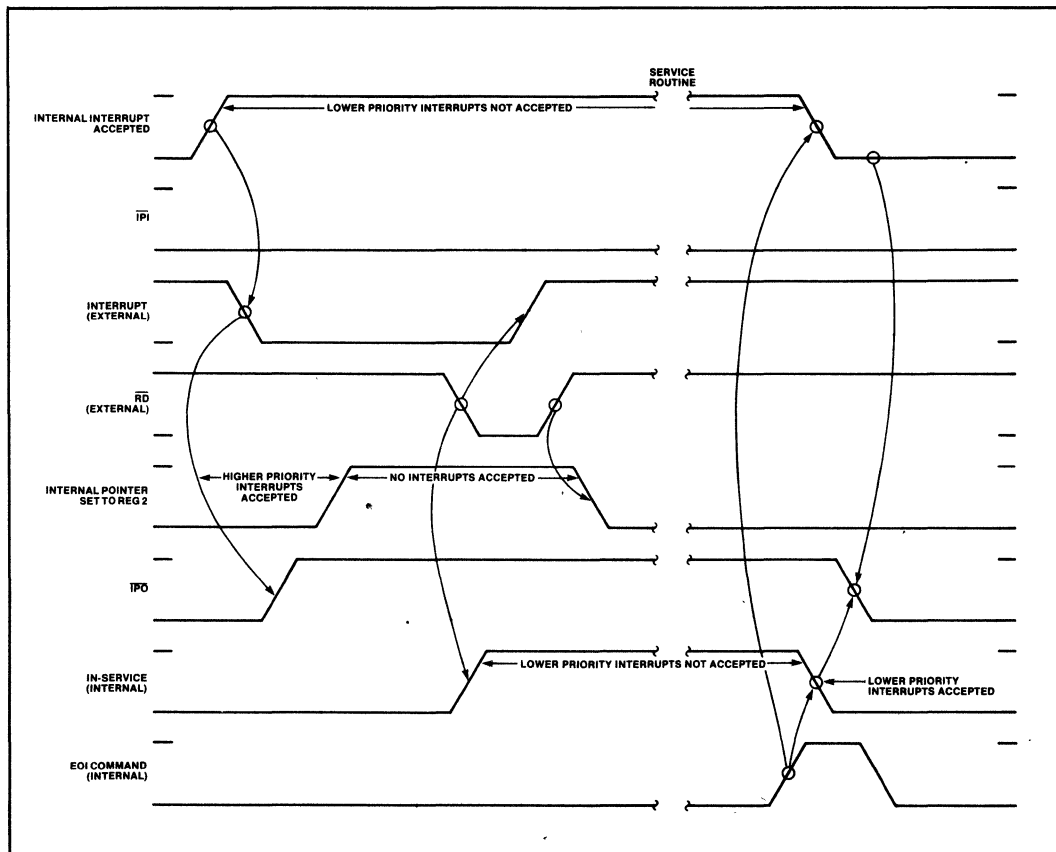 SERVICE
ROUTINE
INTERNAL INTERRUPT
ACCEPTED
LOWER PRIORITY INTERRUPTS NOT ACCEPTED
IPI
INTERRUPT
(EXTERNAL)
RD
(EXTERNAL)
INTERNAL POINTER
SET TO REG 2
HIGHER PRIORITY
INTERRUPTS
ACCEPTED
NO INTERRUPTS ACCEPTED
IPO
IN-SERVICE
(INTERNAL)
LOWER PRIORITY INTERRUPTS NOT ACCEPTED
LOWER PRIORITY
INTERRUPTS ACCEPTED
EOI COMMAND
(INTERNAL)